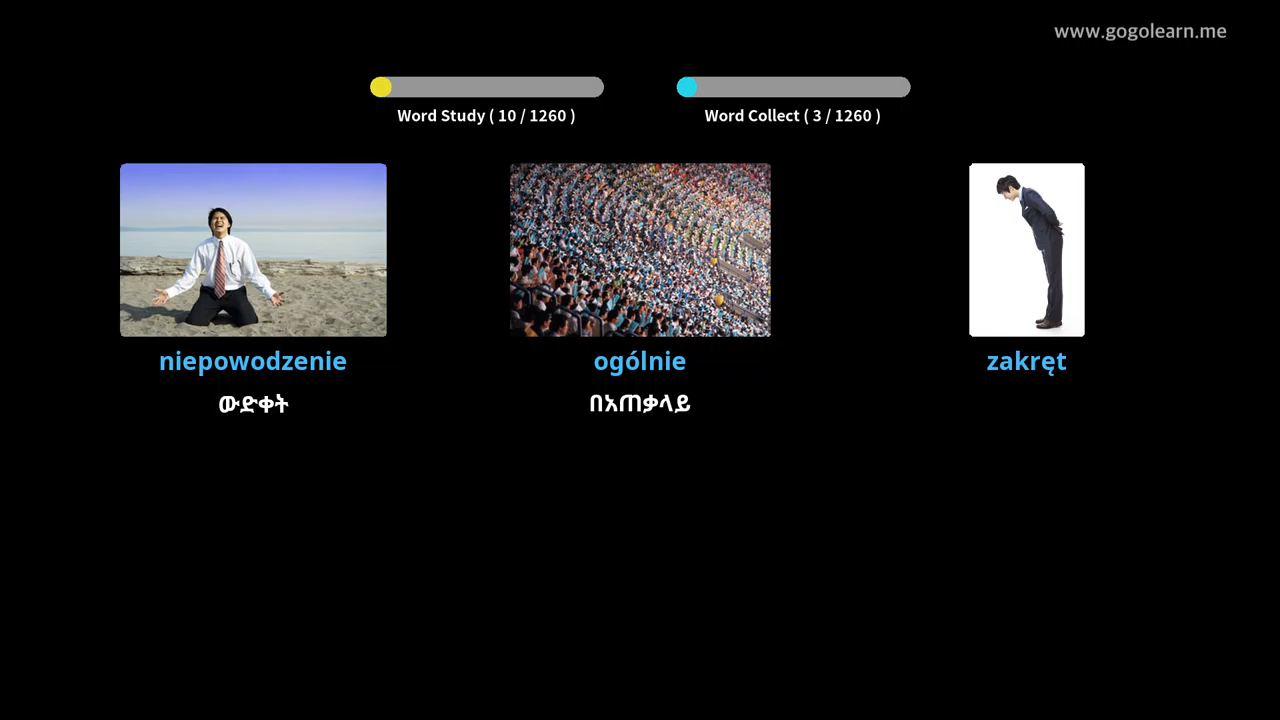 www.gogolearn.me
Word Study ( 10 / 1260 )
Word Collect ( 3 / 1260 )
niepowodzenie
ogólnie
zakręt
ውድቀት
በአጠቃላይ